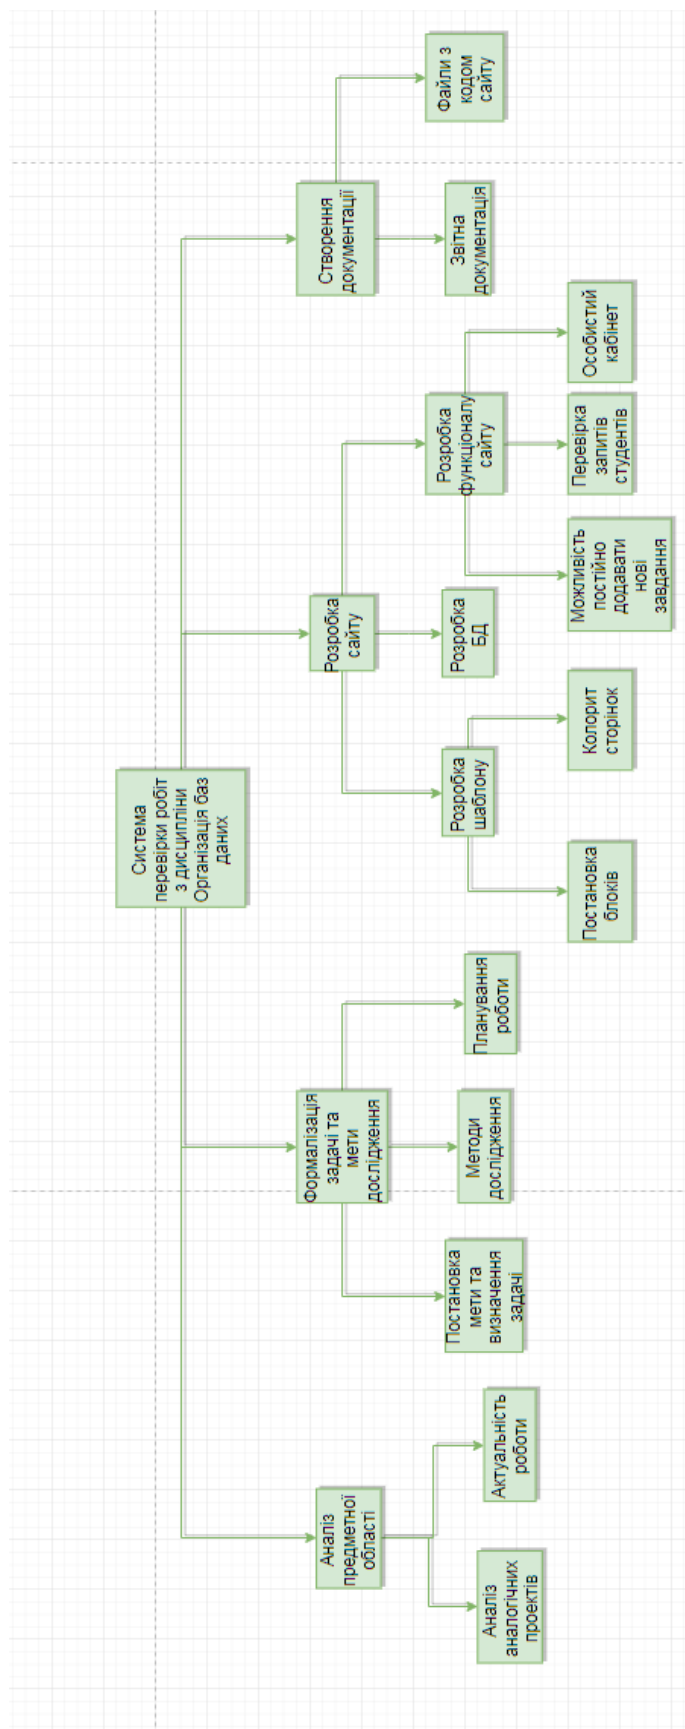 Система
перевірки робіт
з дисципліни
Організація баз
даних
Аналіз
предметної
області
Формалізація
задачі та
мети
дослідження
Розробка
сайту
Створення
документації
Аналіз
аналогічних
проектів
Актуальність
роботи
Постановка
мети та
визначення
задачі
Методи
дослідження
Планування
роботи
Розробка
шаблону
Розробка
БД
Розробка
функціоналу
сайту
Звітна
документація
Файли з
кодом
сайту
Постановка
блоків
Колорит
сторінок
Можливість
постійно
додавати
нові
завдання
Перевірка
запитів
студентів
Особистий
кабінет